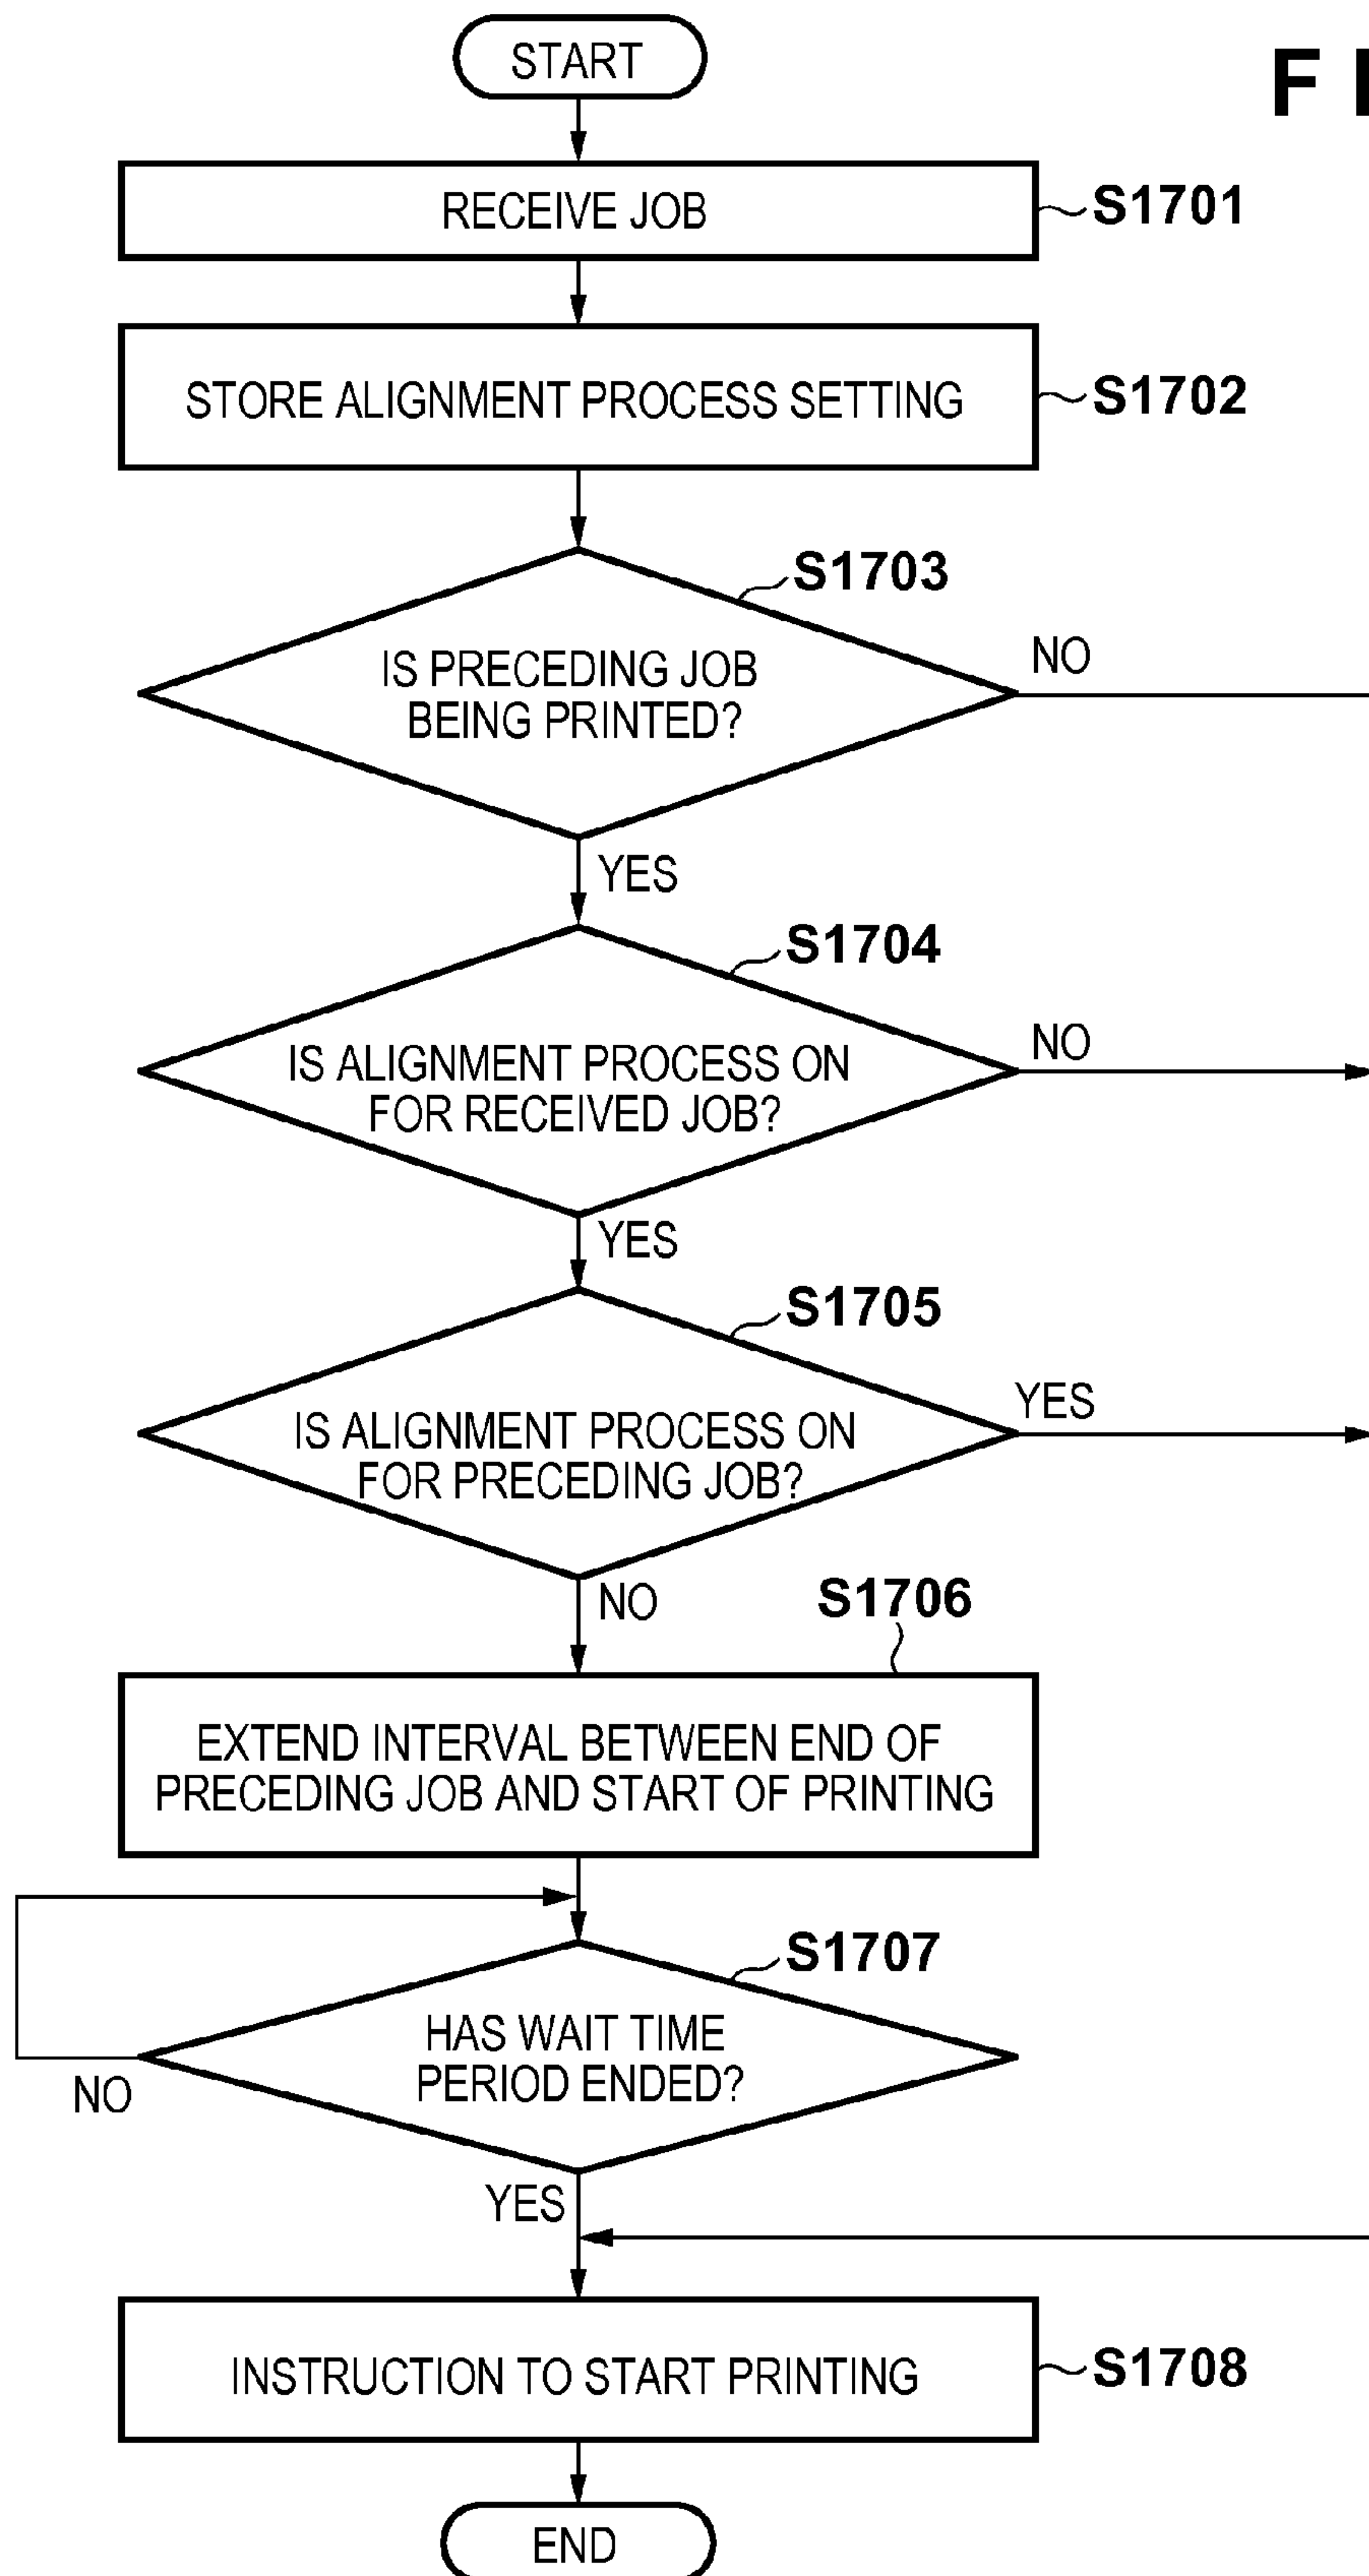 START
F
RECEIVE JOB
S1701
STORE ALIGNMENT PROCESS SETTING
S1702
S1703
IS PRECEDING JOB
BEING PRINTED?
NO
YES
S1704
IS ALIGNMENT PROCESS ON
FOR RECEIVED JOB?
NO
YES
S1705
IS ALIGNMENT PROCESS ON
FOR PRECEDING JOB?
YES
NO
S1706
EXTEND INTERVAL BETWEEN END OF
PRECEDING JOB AND START OF PRINTING
S1707
HAS WAIT TIME
PERIOD ENDED?
NO
YES
INSTRUCTION TO START PRINTING
S1708
END